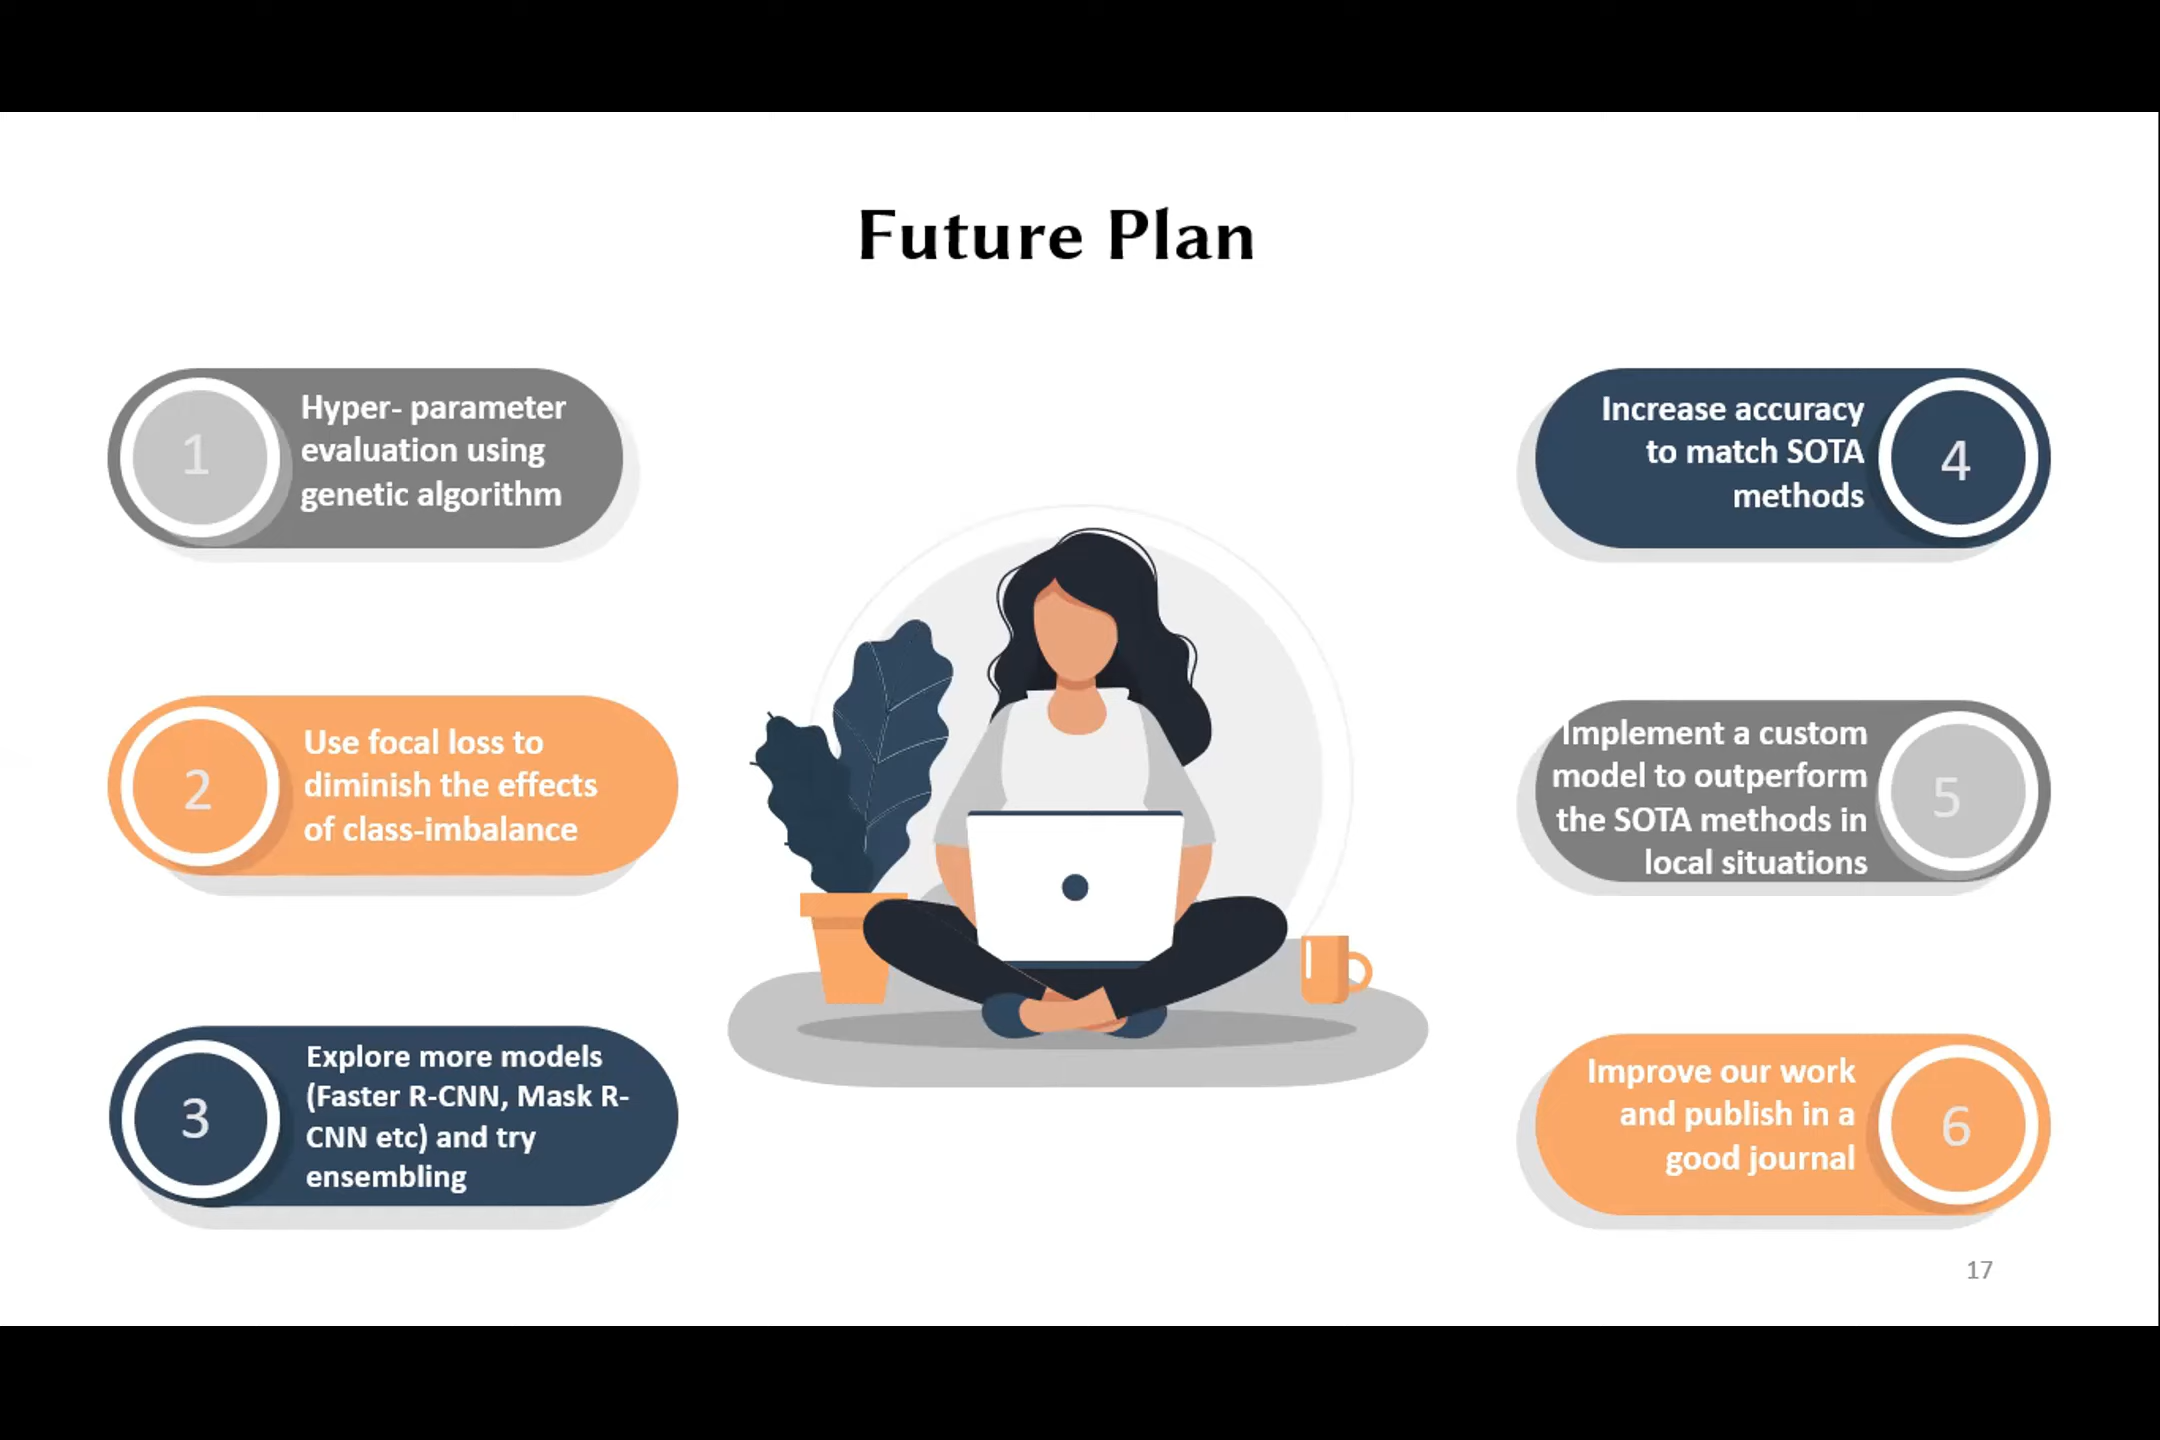 Future Plan
1
Hyper- parameter
evaluation using
genetic algorithm
2
Use focal loss to
diminish the effects
of class-imbalance
3
Explore more models
(Faster R-CNN, Mask R-
CNN etc) and try
ensembling
Increase accuracy
to match SOTA
methods
4
Implement a custom
model to outperform
the SOTA methods in
local situations
5
Improve our work
and publish in a
good journal
6
17